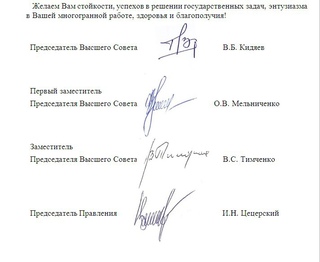 Желаем Вам стойкости, успехов в решении государственных задач, энтузиазма
в Вашей многогранной работе, здоровья и благополучия!
Председатель Высшего Совета В.Б. Кидяев
Первый заместитель
Председателя Высшего Совета О.В. Мельниченко
Заместитель
Председателя Высшего Совета В.С. Тимченко
Председатель Правления И.Н. Цецерский